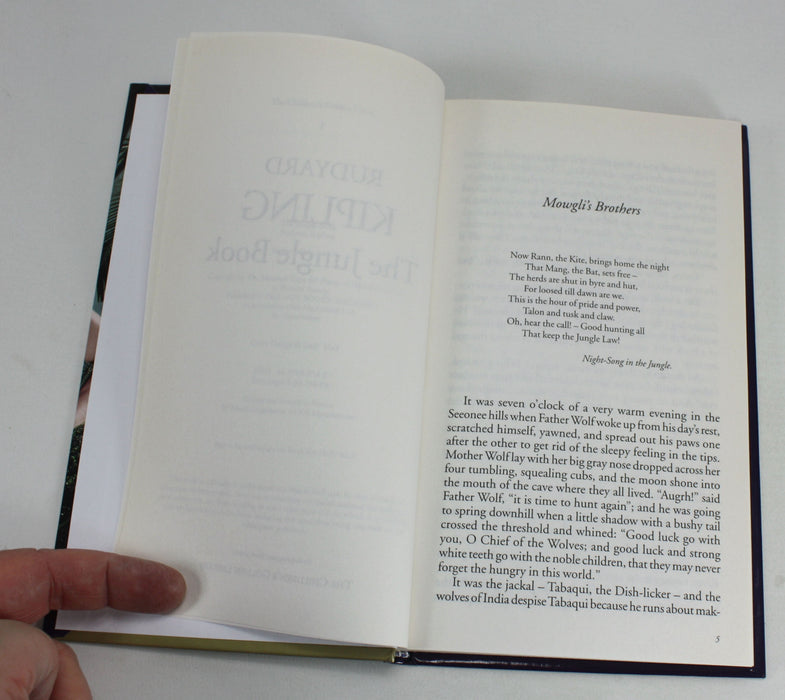 RUDYARD
KIPLING
The Jungle Book
Mowgli's Brothers
Now Rann, the Kite, brings home the night
That Mang, the Bat, sets free –
The herds are shut in byre and hut,
For loosed till dawn are we.
This is the hour of pride and power,
Talon and tusk and claw.
Oh, hear the call! – Good hunting all
That keep the Jungle Law!
Night-Song in the Jungle.
It was seven o'clock of a very warm evening in the
Seeonee hills when Father Wolf woke up from his day's rest,
scratched himself, yawned, and spread out his paws one
after the other to get rid of the sleepy feeling in the tips.
Mother Wolf lay with her big gray nose dropped across her
four tumbling, squealing cubs, and the moon shone into
the mouth of the cave where they all lived. "Augrh!" said
Father Wolf, "it is time to hunt again"; and he was going
to spring downhill when a little shadow with a bushy tail
crossed the threshold and whined: "Good luck go with
you, O Chief of the Wolves; and good luck and strong
white teeth go with the noble children, that they may never
forget the hungry in this world."
It was the jackal – Tabaqui, the Dish-licker – and the
wolves of India despise Tabaqui because he runs about mak-
5